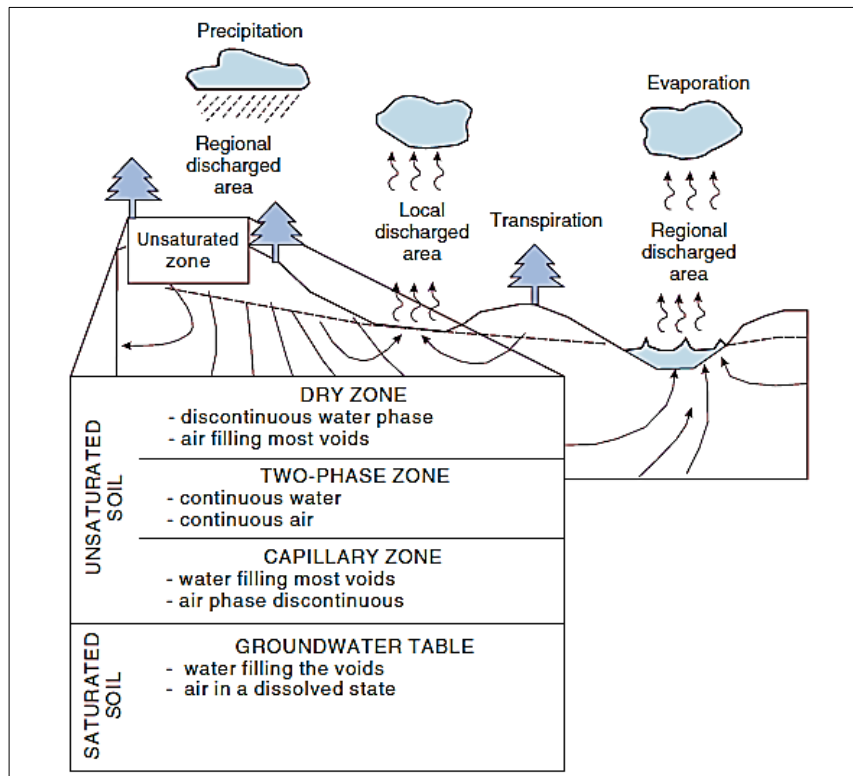 Precipitation
Evaporation
Regional
discharged
area
Local
discharged
area
Transpiration
Regional
discharged
area
Unsaturated
zone
UNSATURATED
SOIL
DRY ZONE
- discontinuous water phase
- air filling most voids
TWO-PHASE ZONE
- continuous water
- continuous air
CAPILLARY ZONE
- water filling most voids
- air phase discontinuous
SATURATED
SOIL
GROUNDWATER TABLE
- water filling the voids
- air in a dissolved state